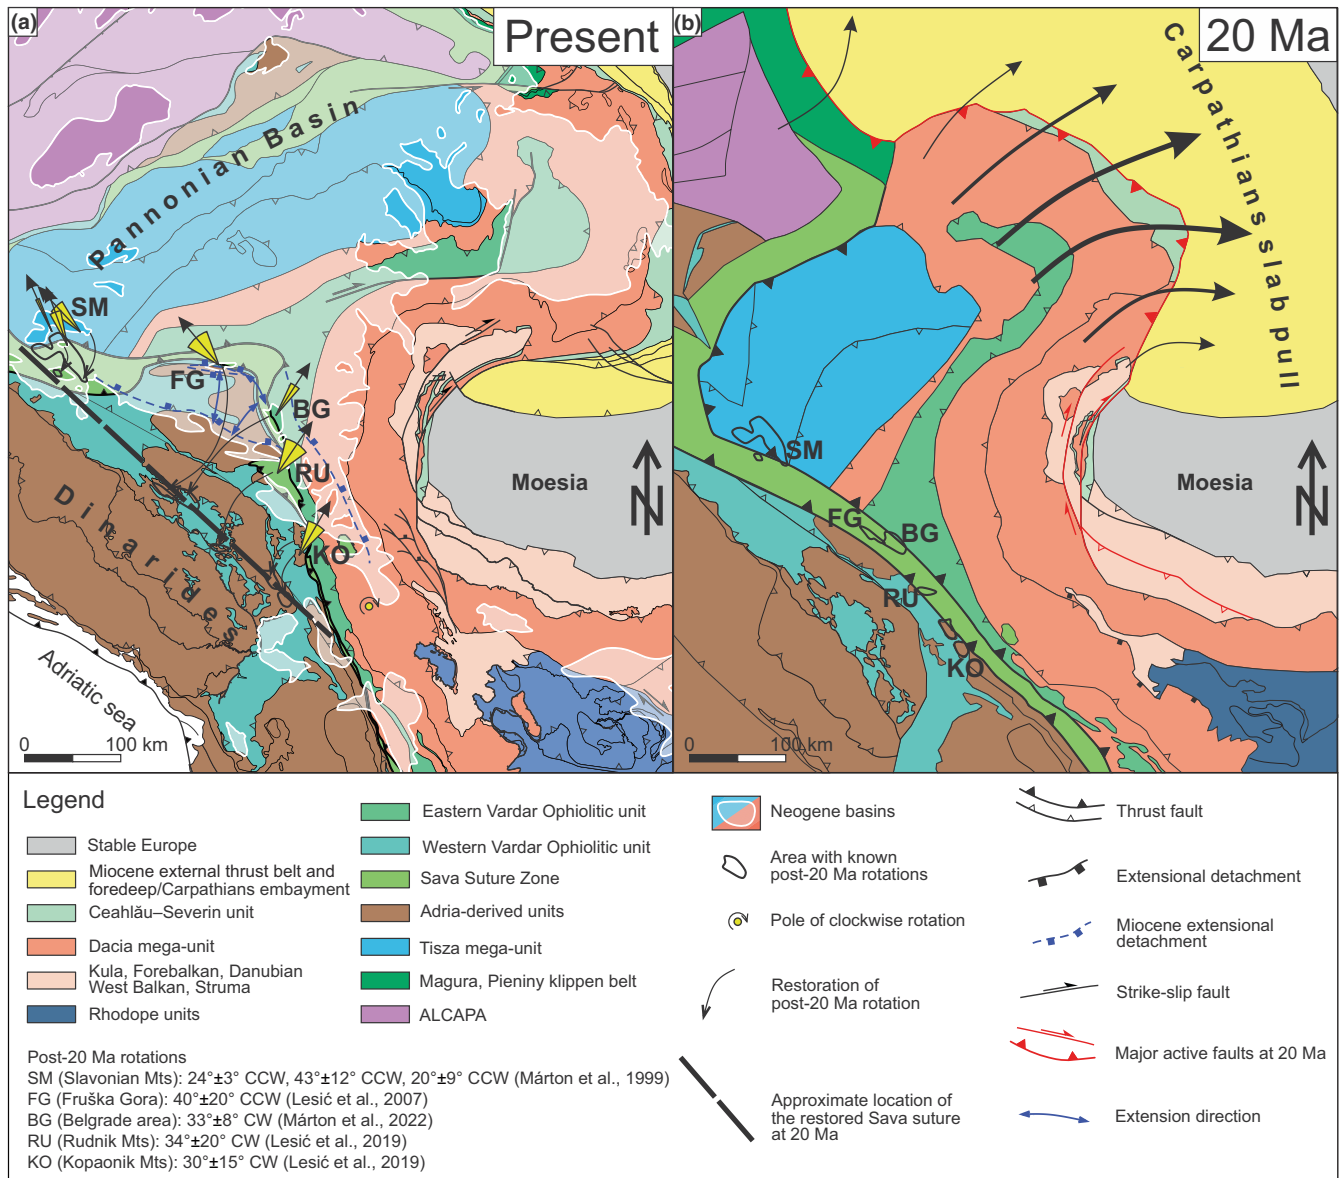 (a)
Present
Pannonian Basin
SM
FG
BG
RU
KO
Moesia
N
Dinarides
Adriatic sea
0 100 km
(b)
20 Ma
Carpathians slab pull
SM
FG
BG
RU
KO
Moesia
N
0 100 km
Legend
Stable Europe
Miocene external thrust belt and
foredeep/Carpathians embayment
Ceahlău–Severin unit
Dacia mega-unit
Kula, Forebalkan, Danubian
West Balkan, Struma
Rhodope units
Eastern Vardar Ophiolitic unit
Western Vardar Ophiolitic unit
Sava Suture Zone
Adria-derived units
Tisza mega-unit
Magura, Pieniny klippen belt
ALCAPA
Neogene basins
Area with known
post-20 Ma rotations
Pole of clockwise rotation
Restoration of
post-20 Ma rotation
Approximate location of
the restored Sava suture
at 20 Ma
Thrust fault
Extensional detachment
Miocene extensional
detachment
Strike-slip fault
Major active faults at 20 Ma
Extension direction
Post-20 Ma rotations
SM (Slavonian Mts): 24°±3° CCW, 43°±12° CCW, 20°±9° CCW (Márton et al., 1999)
FG (Fruška Gora): 40°±20° CCW (Lesić et al., 2007)
BG (Belgrade area): 33°±8° CW (Márton et al., 2022)
RU (Rudnik Mts): 34°±20° CW (Lesić et al., 2019)
KO (Kopaonik Mts): 30°±15° CW (Lesić et al., 2019)